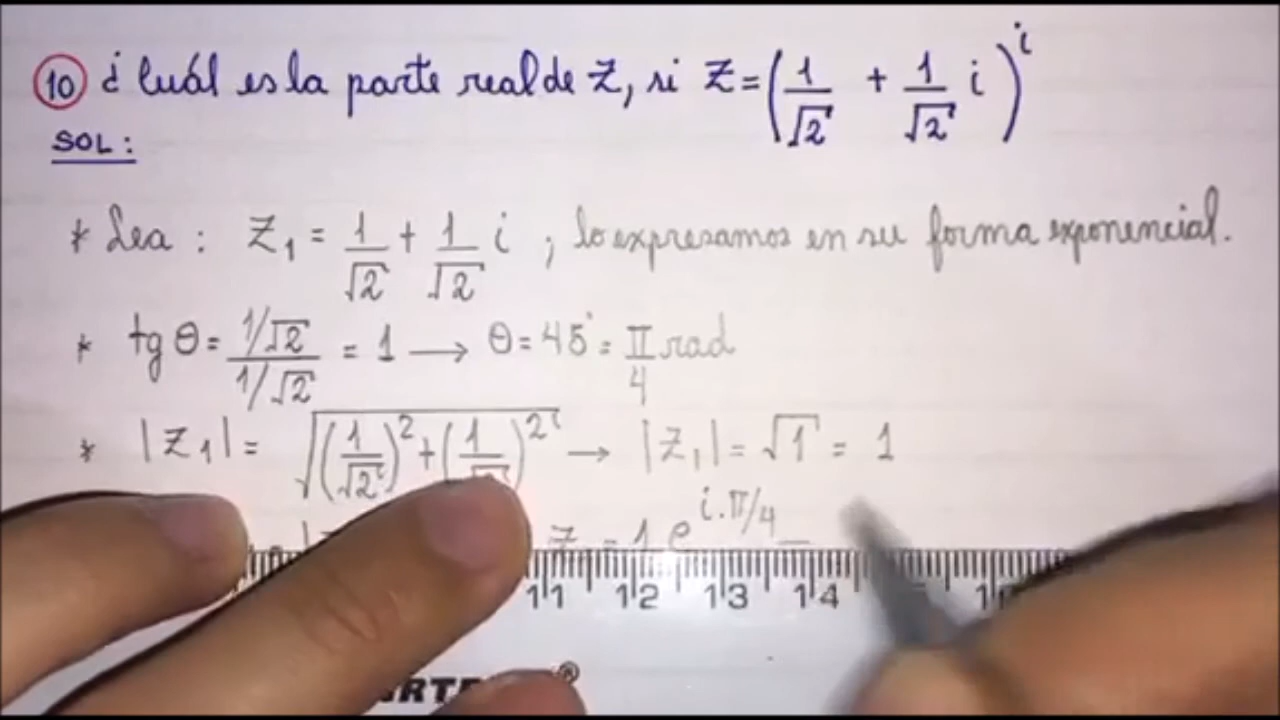 10 ¿Cuál es la parte real de Z, si Z=(1/√2 + 1/√2 i)^i
SOL:
* Sea: Z₁ = 1/√2 + 1/√2 i ; lo expresamos en su forma exponencial.
* tg θ = (1/√2)/(1/√2) = 1 → θ = 45° = π/4 rad
* |Z₁| = √((1/√2)² + (1/√2)²) → |Z₁| = √1 = 1
= 1 e^(i.π/4)
11 12 13 14